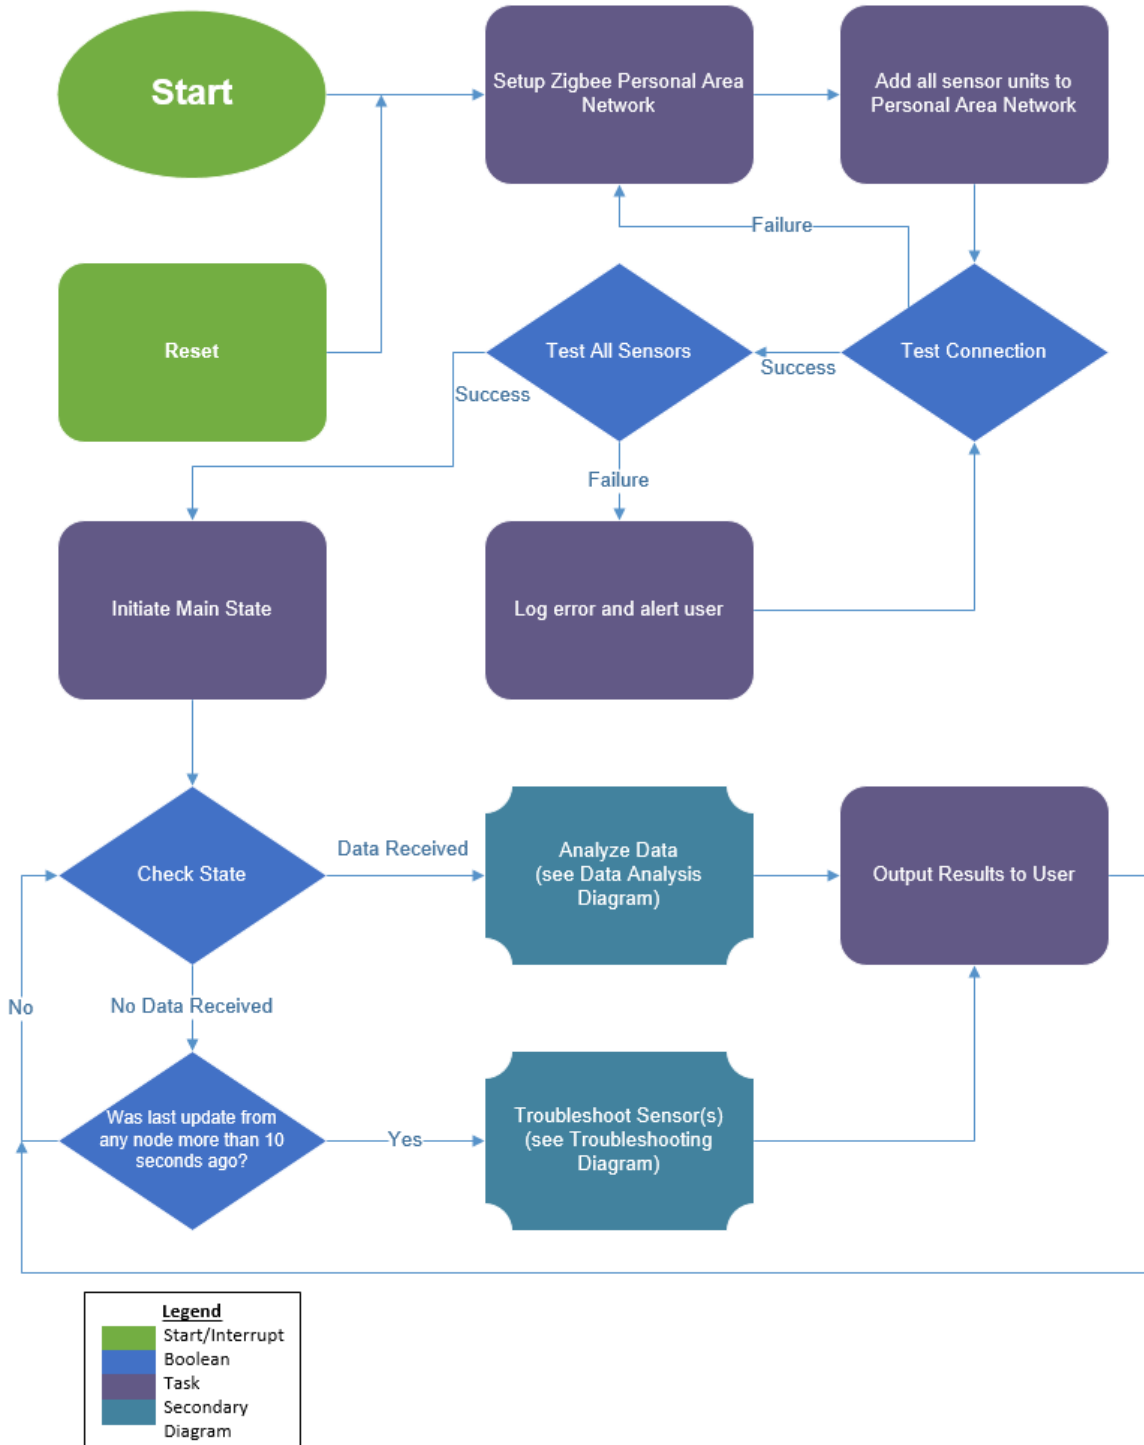 Start
Setup Zigbee Personal Area
Network
Add all sensor units to
Personal Area Network
Failure
Reset
Test All Sensors
Success
Test Connection
Success
Failure
Initiate Main State
Log error and alert user
Check State
Data Received
Analyze Data
(see Data Analysis
Diagram)
Output Results to User
No
No Data Received
Was last update from
any node more than 10
seconds ago?
Yes
Troubleshoot Sensor(s)
(see Troubleshooting
Diagram)
Legend
Start/Interrupt
Boolean
Task
Secondary
Diagram